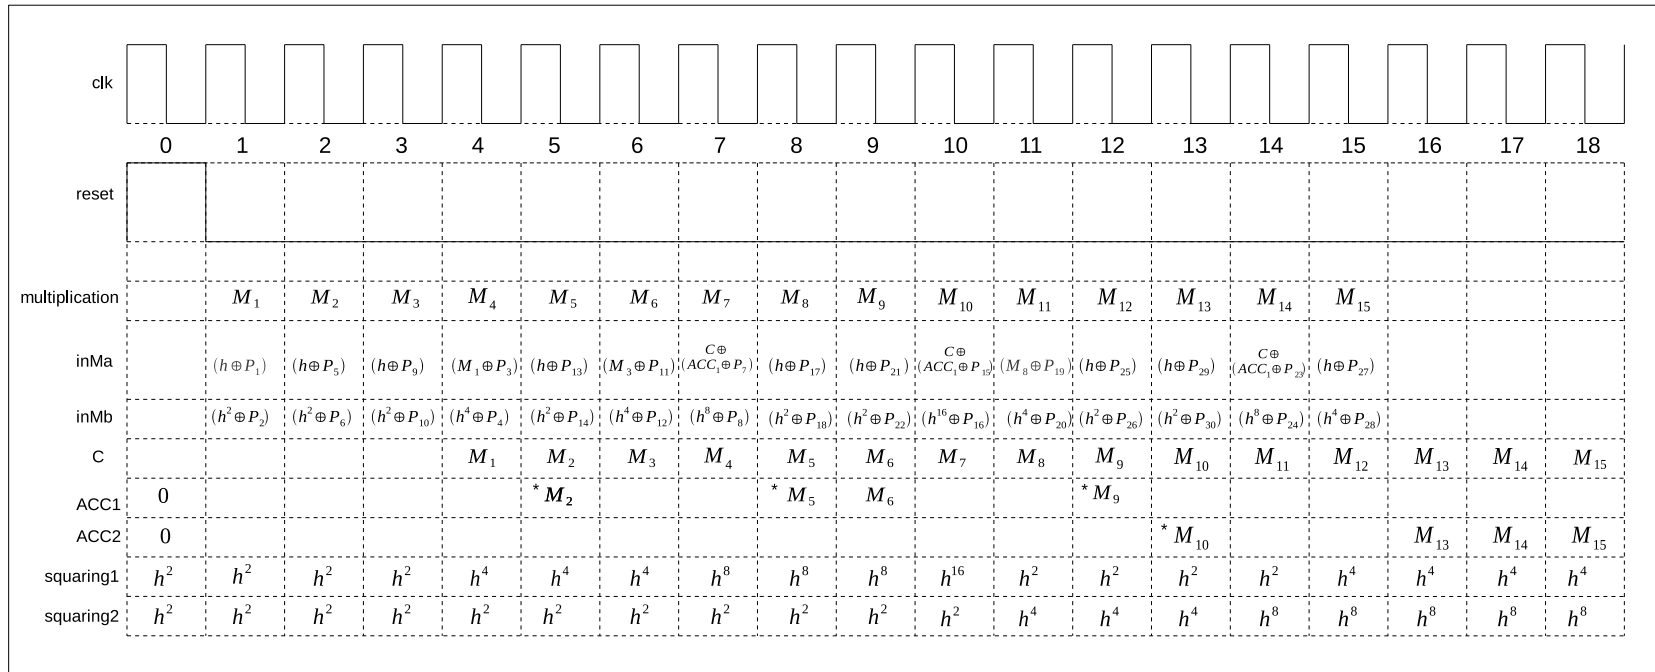 clk
0 1 2 3 4 5 6 7 8 9 10 11 12 13 14 15 16 17 18
reset
multiplication M₁ M₂ M₃ M₄ M₅ M₆ M₇ M₈ M₉ M₁₀ M₁₁ M₁₂ M₁₃ M₁₄ M₁₅
inMa (h⊕P₁) (h⊕P₅) (h⊕P₉) (M₁⊕P₃) (h⊕P₁₃) (M₃⊕P₁₁) C⊕(ACC₁⊕P₇) (h⊕P₁₇) (h⊕P₂₁) C⊕(ACC₁⊕P₁₅) (M₈⊕P₁₉) (h⊕P₂₅) (h⊕P₂₉) C⊕(ACC₁⊕P₂₃) (h⊕P₂₇)
inMb (h²⊕P₂) (h²⊕P₆) (h²⊕P₁₀) (h⁴⊕P₄) (h²⊕P₁₄) (h⁴⊕P₁₂) (h⁸⊕P₈) (h²⊕P₁₈) (h²⊕P₂₂) (h¹⁶⊕P₁₆) (h⁴⊕P₂₀) (h²⊕P₂₆) (h²⊕P₃₀) (h⁸⊕P₂₄) (h⁴⊕P₂₈)
C M₁ M₂ M₃ M₄ M₅ M₆ M₇ M₈ M₉ M₁₀ M₁₁ M₁₂ M₁₃ M₁₄ M₁₅
ACC1 0 *M₂ *M₅ M₆ *M₉
ACC2 0 *M₁₀ M₁₃ M₁₄ M₁₅
squaring1 h² h² h² h² h⁴ h⁴ h⁴ h⁸ h⁸ h⁸ h¹⁶ h² h² h² h² h⁴ h⁴ h⁴ h⁴
squaring2 h² h² h² h² h² h² h² h² h² h² h² h⁴ h⁴ h⁴ h⁸ h⁸ h⁸ h⁸ h⁸